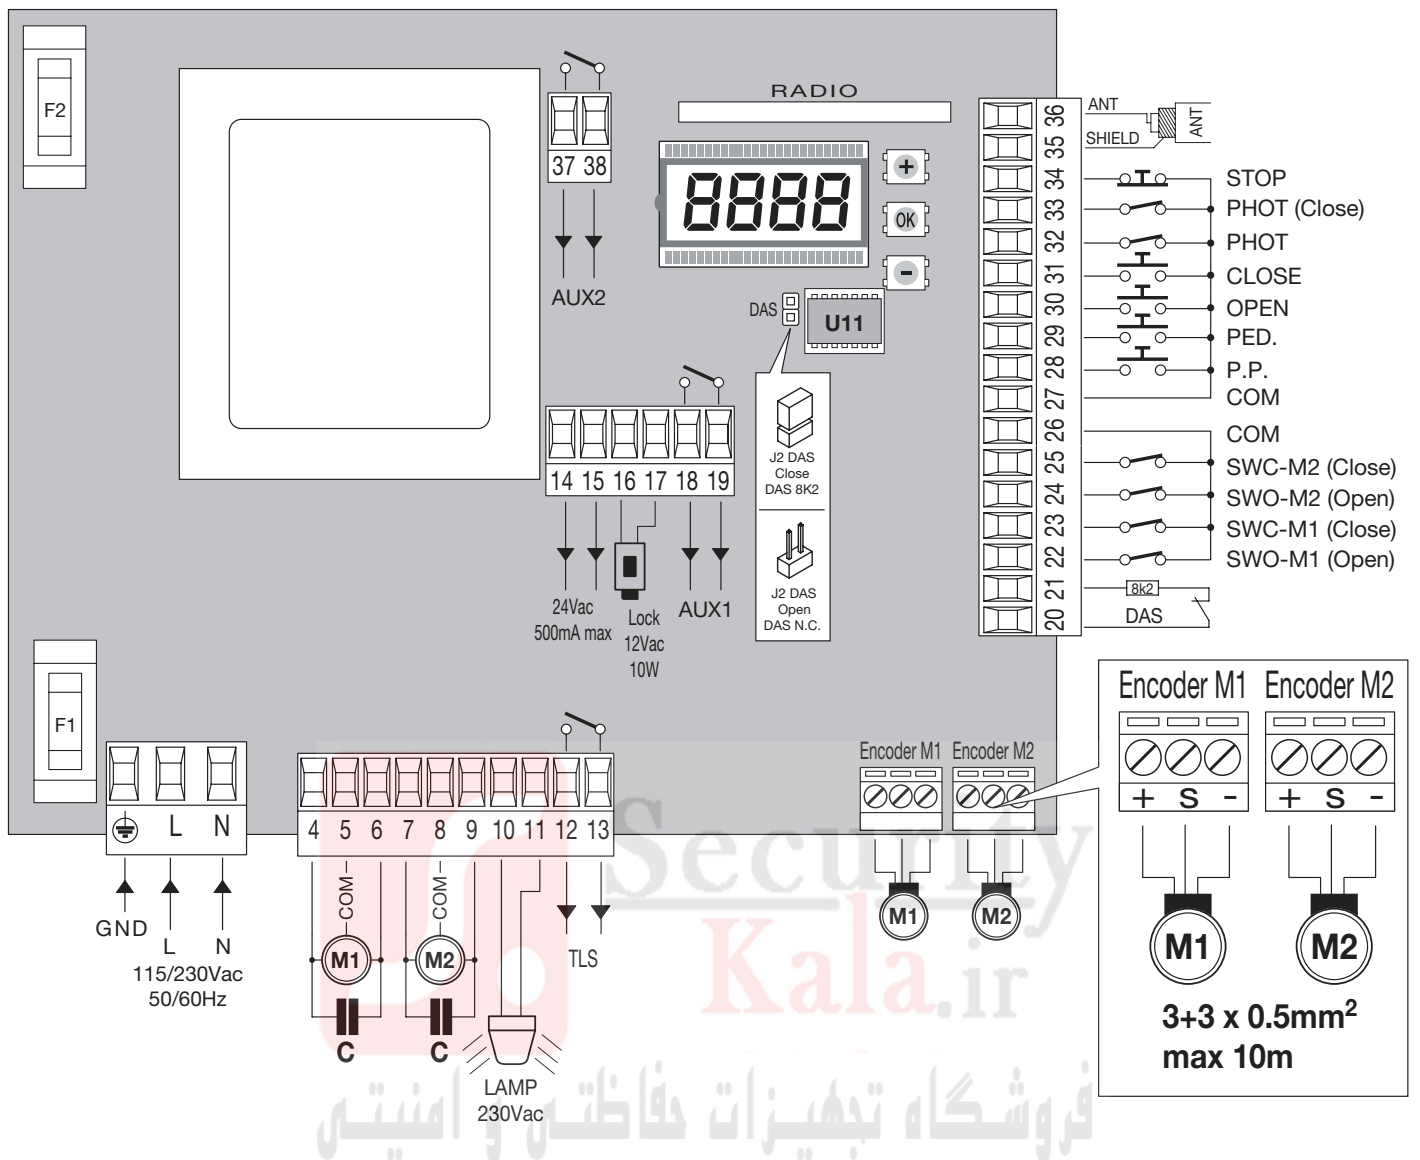 F2
37 38
AUX2
RADIO
8888
+
OK
-
DAS
U11
J2 DAS
Close
DAS 8K2
J2 DAS
Open
DAS N.C.
14 15 16 17 18 19
24Vac
500mA max
Lock
12Vac
10W
AUX1
36 ANT
ANT
35 SHIELD
34 STOP
33 PHOT (Close)
32 PHOT
31 CLOSE
30 OPEN
29 PED.
28 P.P.
27 COM
26 COM
25 SWC-M2 (Close)
24 SWO-M2 (Open)
23 SWC-M1 (Close)
22 SWO-M1 (Open)
21 8k2
20 DAS
F1
L N
GND L N
115/230Vac
50/60Hz
4 5 6 7 8 9 10 11 12 13
COM COM
M1 M2
C C
LAMP
230Vac
TLS
Encoder M1 Encoder M2
M1 M2
Encoder M1 Encoder M2
+ S - + S -
M1 M2
3+3 x 0.5mm²
max 10m
Security
Kala.ir
فروشگاه تجهیزات حفاظتی و امنیتی